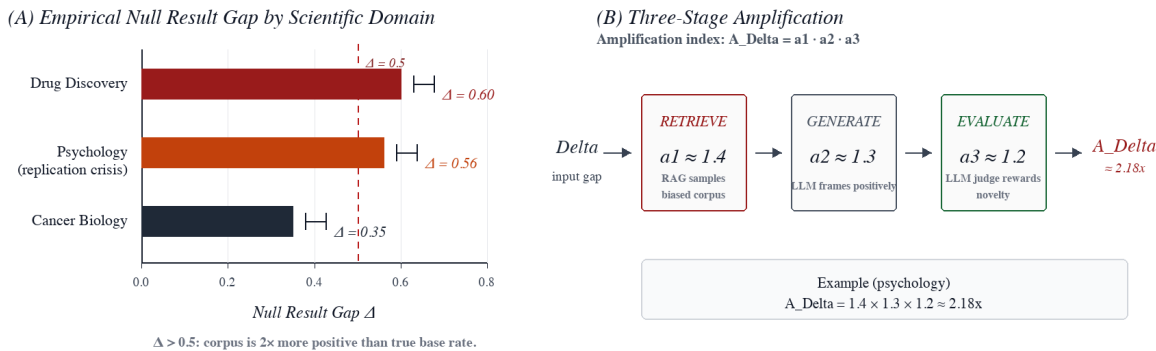 (A) Empirical Null Result Gap by Scientific Domain
Δ = 0.5
Drug Discovery
Δ = 0.60
Psychology
(replication crisis)
Δ = 0.56
Cancer Biology
Δ = 0.35
0.0
0.2
0.4
0.6
0.8
Null Result Gap Δ
Δ > 0.5: corpus is 2× more positive than true base rate.
(B) Three-Stage Amplification
Amplification index: A_Delta = a1 · a2 · a3
Delta
input gap
RETRIEVE
a1 ≈ 1.4
RAG samples
biased corpus
GENERATE
a2 ≈ 1.3
LLM frames positively
EVALUATE
a3 ≈ 1.2
LLM judge rewards
novelty
A_Delta
≈ 2.18x
Example (psychology)
A_Delta = 1.4 × 1.3 × 1.2 ≈ 2.18x